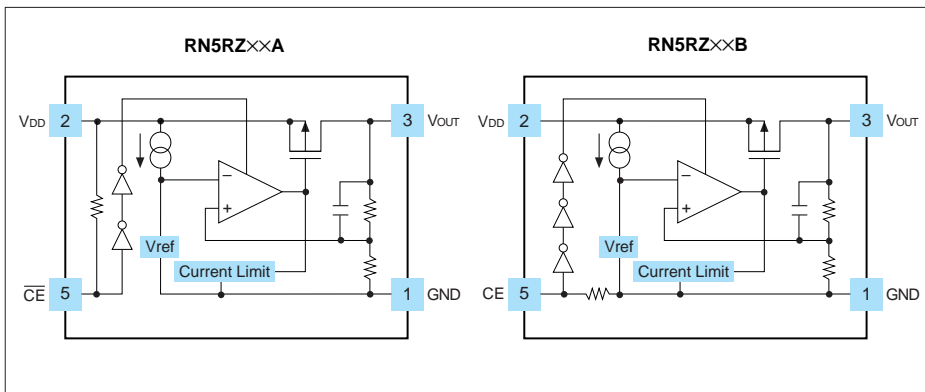 RN5RZ××A
RN5RZ××B
VDD 2
3 VOUT
−
+
Vref
Current Limit
C̅E̅ 5
1 GND
VDD 2
3 VOUT
−
+
Vref
Current Limit
CE 5
1 GND